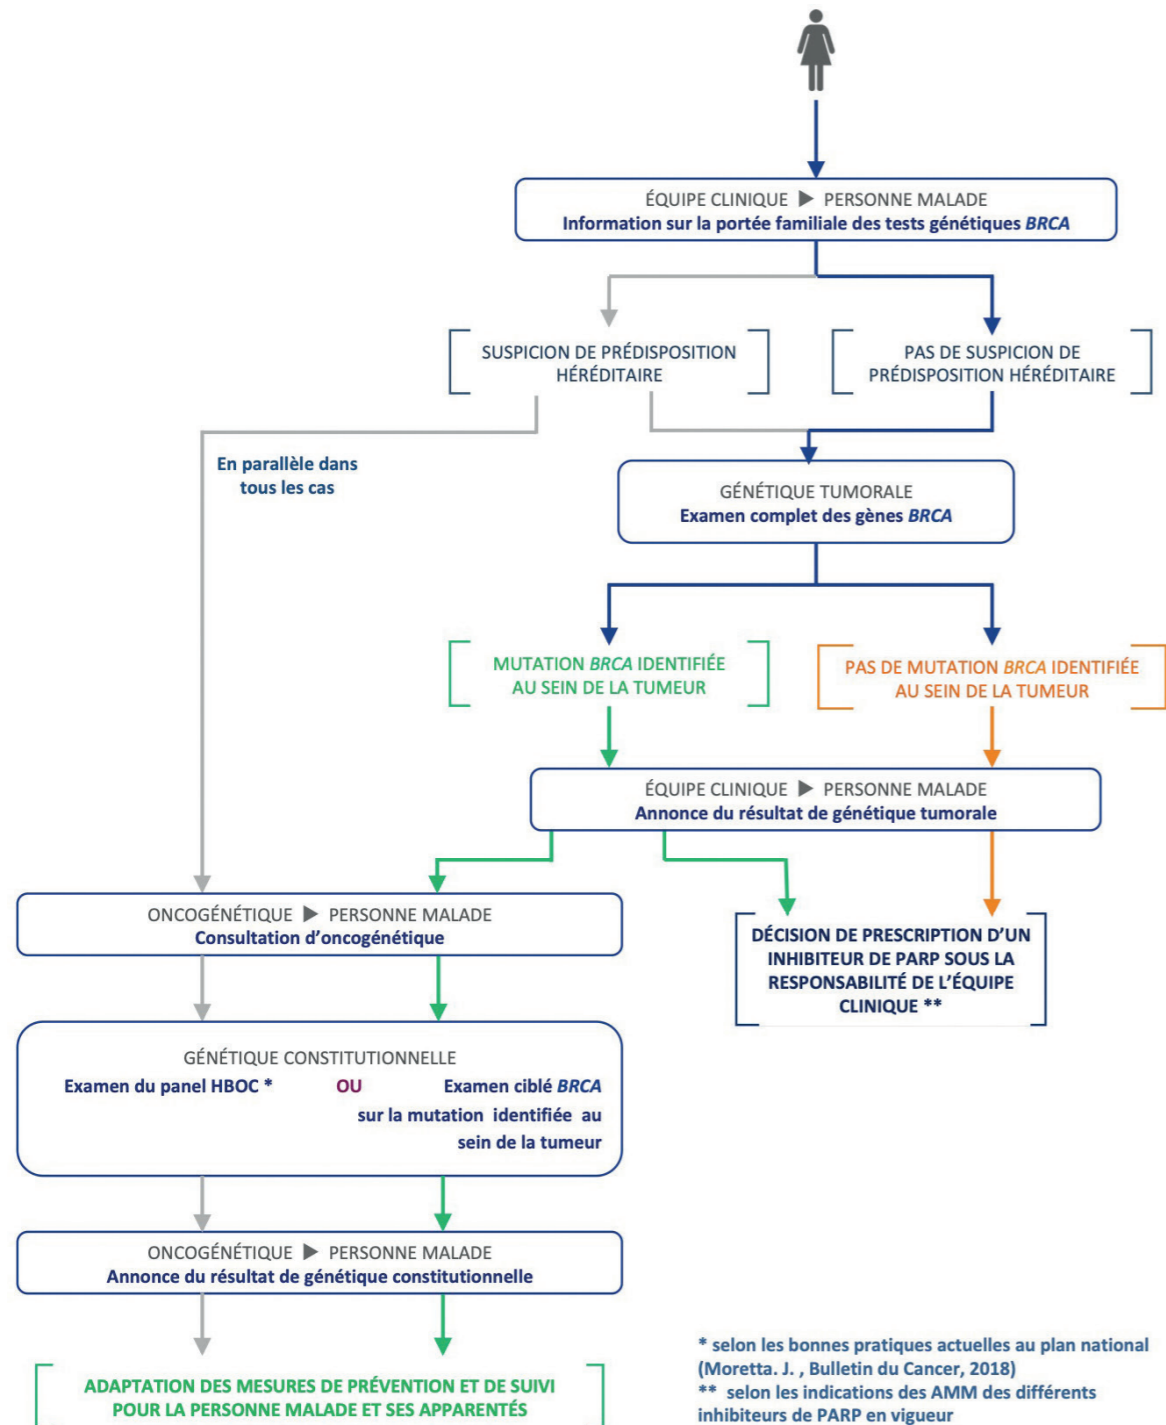 ÉQUIPE CLINIQUE ▶ PERSONNE MALADE
Information sur la portée familiale des tests génétiques BRCA
SUSPICION DE PRÉDISPOSITION
HÉRÉDITAIRE
PAS DE SUSPICION DE
PRÉDISPOSITION HÉRÉDITAIRE
En parallèle dans
tous les cas
GÉNÉTIQUE TUMORALE
Examen complet des gènes BRCA
MUTATION BRCA IDENTIFIÉE
AU SEIN DE LA TUMEUR
PAS DE MUTATION BRCA IDENTIFIÉE
AU SEIN DE LA TUMEUR
ÉQUIPE CLINIQUE ▶ PERSONNE MALADE
Annonce du résultat de génétique tumorale
ONCOGÉNÉTIQUE ▶ PERSONNE MALADE
Consultation d’oncogénétique
DÉCISION DE PRESCRIPTION D’UN
INHIBITEUR DE PARP SOUS LA
RESPONSABILITÉ DE L’ÉQUIPE
CLINIQUE **
GÉNÉTIQUE CONSTITUTIONNELLE
Examen du panel HBOC * OU Examen ciblé BRCA
sur la mutation identifiée au
sein de la tumeur
ONCOGÉNÉTIQUE ▶ PERSONNE MALADE
Annonce du résultat de génétique constitutionnelle
ADAPTATION DES MESURES DE PRÉVENTION ET DE SUIVI
POUR LA PERSONNE MALADE ET SES APPARENTÉS
* selon les bonnes pratiques actuelles au plan national
(Moretta. J. , Bulletin du Cancer, 2018)
** selon les indications des AMM des différents
inhibiteurs de PARP en vigueur